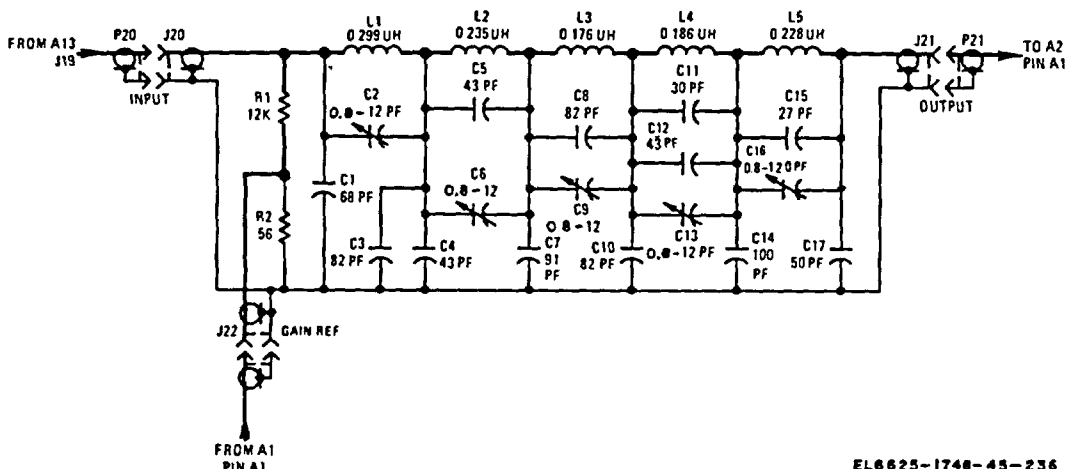 FROM A13
J19
P20
J20
INPUT
L1
0.299 UH
L2
0.235 UH
L3
0.176 UH
L4
0.186 UH
L5
0.228 UH
J21
P21
TO A2
PIN A1
OUTPUT
R1
12K
C2
0.8-12 PF
C5
43 PF
C8
82 PF
C11
30 PF
C12
43 PF
C15
27 PF
C16
0.8-120PF
C1
68 PF
C6
0.8-12
C9
0.8-12
C13
0.8-12 PF
R2
56
C3
82 PF
C4
43 PF
C7
91
PF
C10
82 PF
C14
100
PF
C17
50 PF
J22
GAIN REF
FROM A1
PIN A1
EL6625-1748-45-236